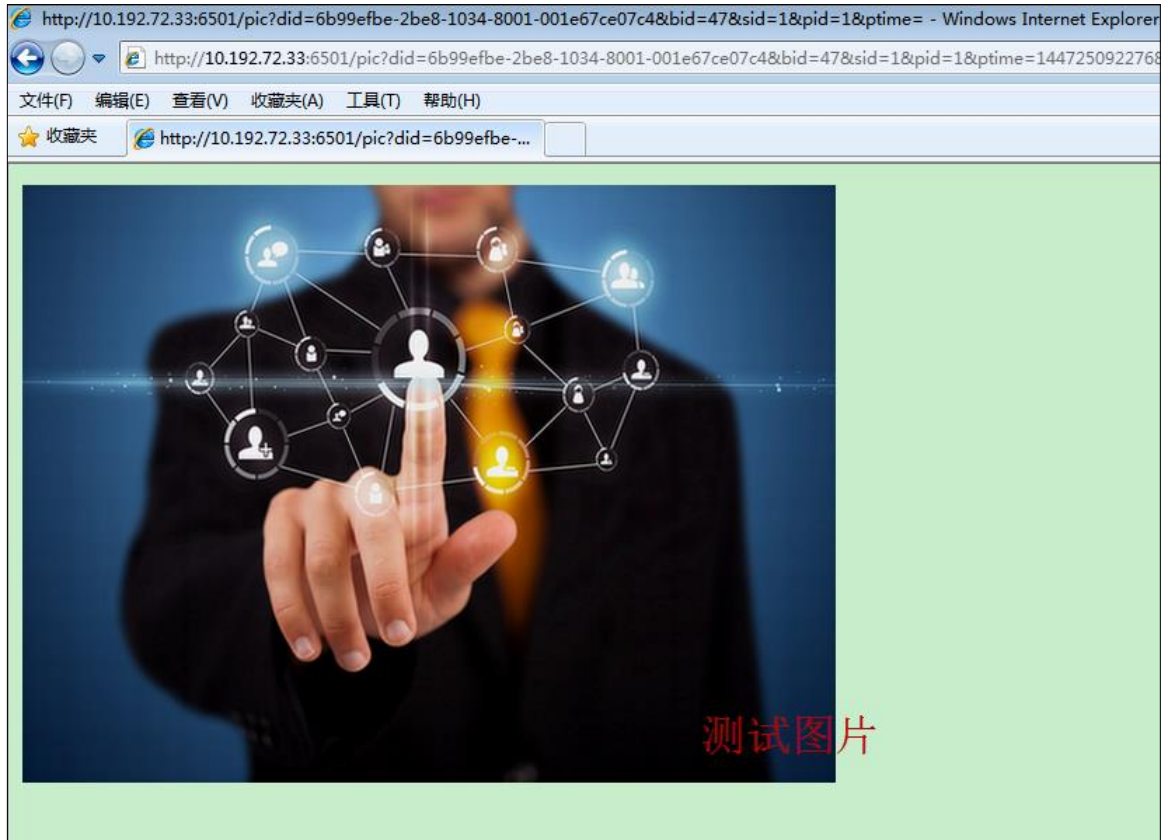 http://10.192.72.33:6501/pic?did=6b99efbe-2be8-1034-8001-001e67ce07c4&bid=47&sid=1&pid=1&ptime= - Windows Internet Explorer
http://10.192.72.33:6501/pic?did=6b99efbe-2be8-1034-8001-001e67ce07c4&bid=47&sid=1&pid=1&ptime=1447250922768
文件(F) 编辑(E) 查看(V) 收藏夹(A) 工具(T) 帮助(H)
收藏夹 http://10.192.72.33:6501/pic?did=6b99efbe-...
测试图片